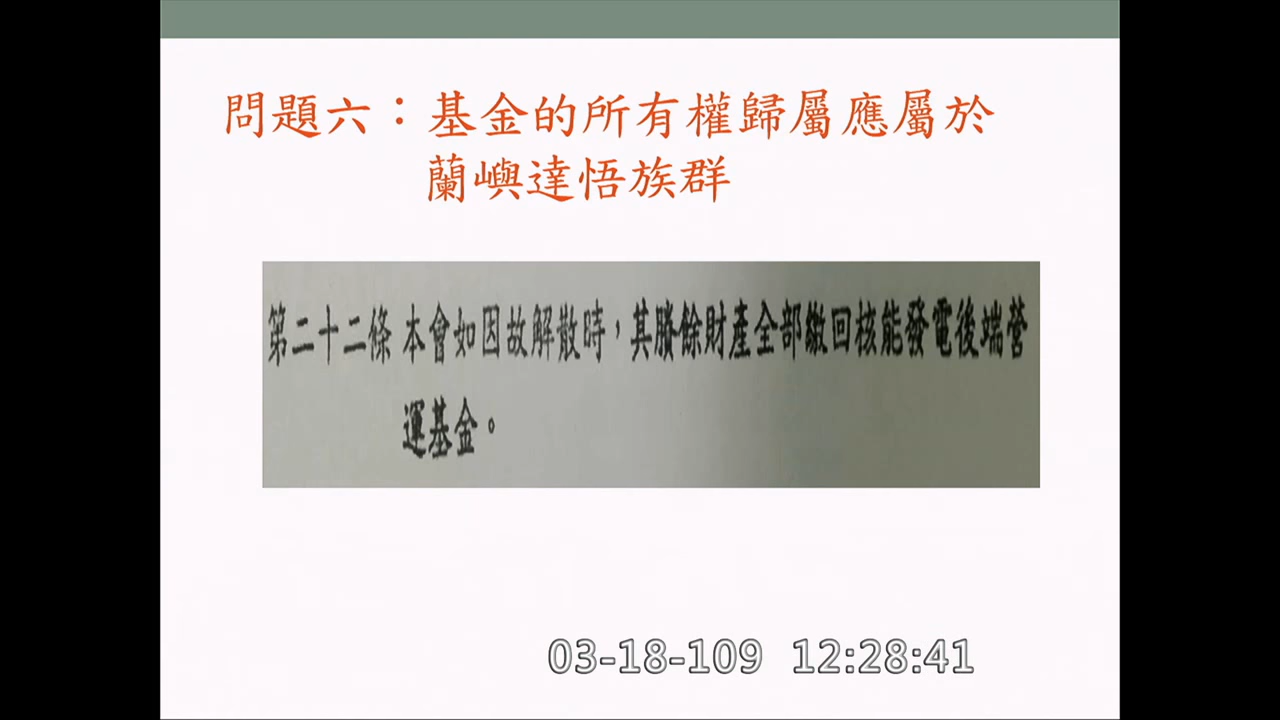 問題六：基金的所有權歸屬應屬於
蘭嶼達悟族群
第二十二條 本會如因故解散時，其賸餘財產全部繳回核能發電後端營
運基金。
03-18-109 12:28:41